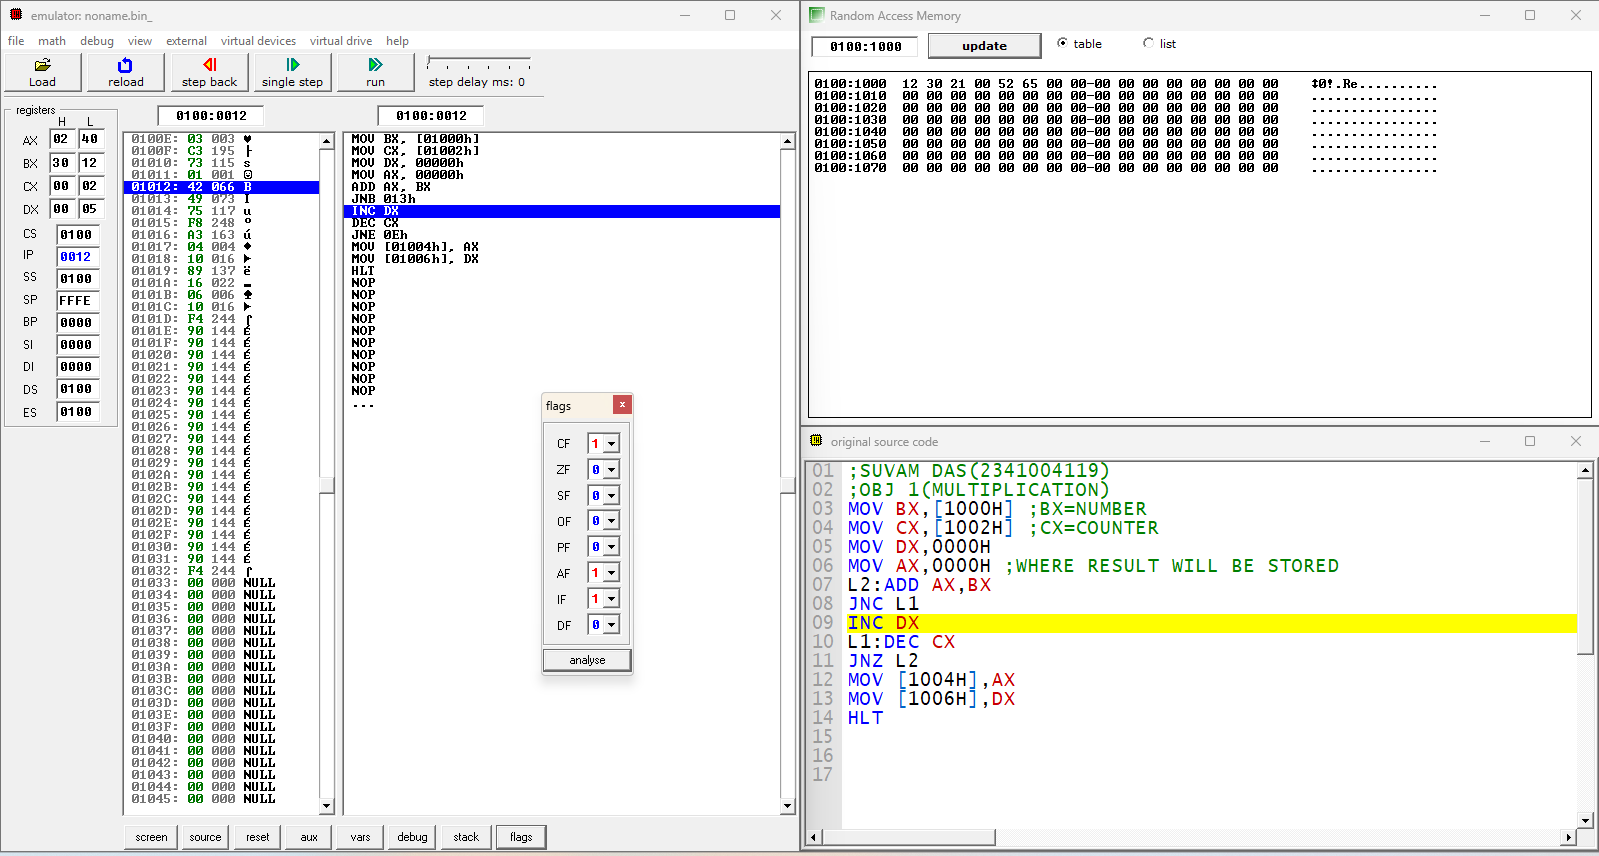 emulator: noname.bin_
file math debug view external virtual devices virtual drive help
Load reload step back single step run step delay ms: 0
registers
H L
AX 02 40
BX 30 12
CX 00 02
DX 00 05
CS 0100
IP 0012
SS 0100
SP FFFE
BP 0000
SI 0000
DI 0000
DS 0100
ES 0100
0100:0012
0100E: 03 003 ♥
0100F: C3 195 ├
01010: 73 115 s
01011: 01 001 ☺
01012: 42 066 B
01013: 49 073 I
01014: 75 117 u
01015: F8 248 °
01016: A3 163 ú
01017: 04 004 ♦
01018: 10 016 ►
01019: 89 137 ë
0101A: 16 022 ▬
0101B: 06 006 ♠
0101C: 10 016 ►
0101D: F4 244 ⌠
0101E: 90 144 É
0101F: 90 144 É
01020: 90 144 É
01021: 90 144 É
01022: 90 144 É
01023: 90 144 É
01024: 90 144 É
01025: 90 144 É
01026: 90 144 É
01027: 90 144 É
01028: 90 144 É
01029: 90 144 É
0102A: 90 144 É
0102B: 90 144 É
0102C: 90 144 É
0102D: 90 144 É
0102E: 90 144 É
0102F: 90 144 É
01030: 90 144 É
01031: 90 144 É
01032: F4 244 ⌠
01033: 00 000 NULL
01034: 00 000 NULL
01035: 00 000 NULL
01036: 00 000 NULL
01037: 00 000 NULL
01038: 00 000 NULL
01039: 00 000 NULL
0103A: 00 000 NULL
0103B: 00 000 NULL
0103C: 00 000 NULL
0103D: 00 000 NULL
0103E: 00 000 NULL
0103F: 00 000 NULL
01040: 00 000 NULL
01041: 00 000 NULL
01042: 00 000 NULL
01043: 00 000 NULL
01044: 00 000 NULL
01045: 00 000 NULL
0100:0012
MOV BX, [01000h]
MOV CX, [01002h]
MOV DX, 00000h
MOV AX, 00000h
ADD AX, BX
JNB 013h
INC DX
DEC CX
JNE 0Eh
MOV [01004h], AX
MOV [01006h], DX
HLT
NOP
NOP
NOP
NOP
NOP
NOP
NOP
NOP
NOP
NOP
...
flags x
CF 1
ZF 0
SF 0
OF 0
PF 0
AF 1
IF 1
DF 0
analyse
screen source reset aux vars debug stack flags
Random Access Memory
0100:1000 update table list
0100:1000 12 30 21 00 52 65 00 00-00 00 00 00 00 00 00 00 ↕0!.Re..........
0100:1010 00 00 00 00 00 00 00 00-00 00 00 00 00 00 00 00 ................
0100:1020 00 00 00 00 00 00 00 00-00 00 00 00 00 00 00 00 ................
0100:1030 00 00 00 00 00 00 00 00-00 00 00 00 00 00 00 00 ................
0100:1040 00 00 00 00 00 00 00 00-00 00 00 00 00 00 00 00 ................
0100:1050 00 00 00 00 00 00 00 00-00 00 00 00 00 00 00 00 ................
0100:1060 00 00 00 00 00 00 00 00-00 00 00 00 00 00 00 00 ................
0100:1070 00 00 00 00 00 00 00 00-00 00 00 00 00 00 00 00 ................
original source code
01 ;SUVAM DAS(2341004119)
02 ;OBJ 1(MULTIPLICATION)
03 MOV BX,[1000H] ;BX=NUMBER
04 MOV CX,[1002H] ;CX=COUNTER
05 MOV DX,0000H
06 MOV AX,0000H ;WHERE RESULT WILL BE STORED
07 L2:ADD AX,BX
08 JNC L1
09 INC DX
10 L1:DEC CX
11 JNZ L2
12 MOV [1004H],AX
13 MOV [1006H],DX
14 HLT
15
16
17